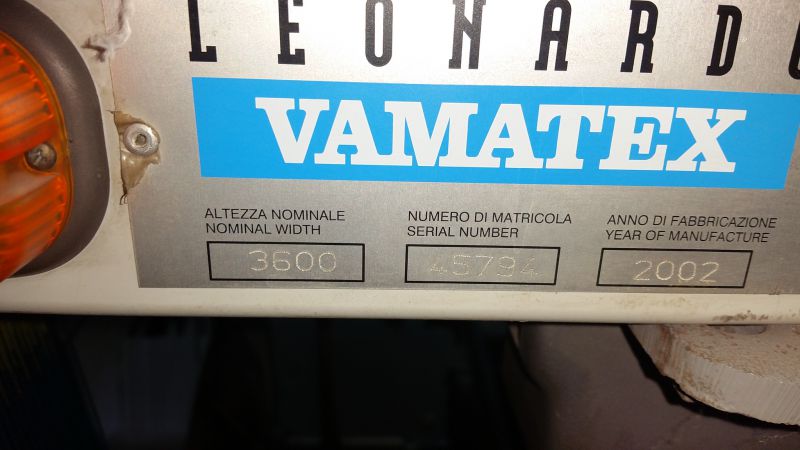 LEONARDO
VAMATEX
ALTEZZA NOMINALE
NOMINAL WIDTH
3600
NUMERO DI MATRICOLA
SERIAL NUMBER
45794
ANNO DI FABBRICAZIONE
YEAR OF MANUFACTURE
2002